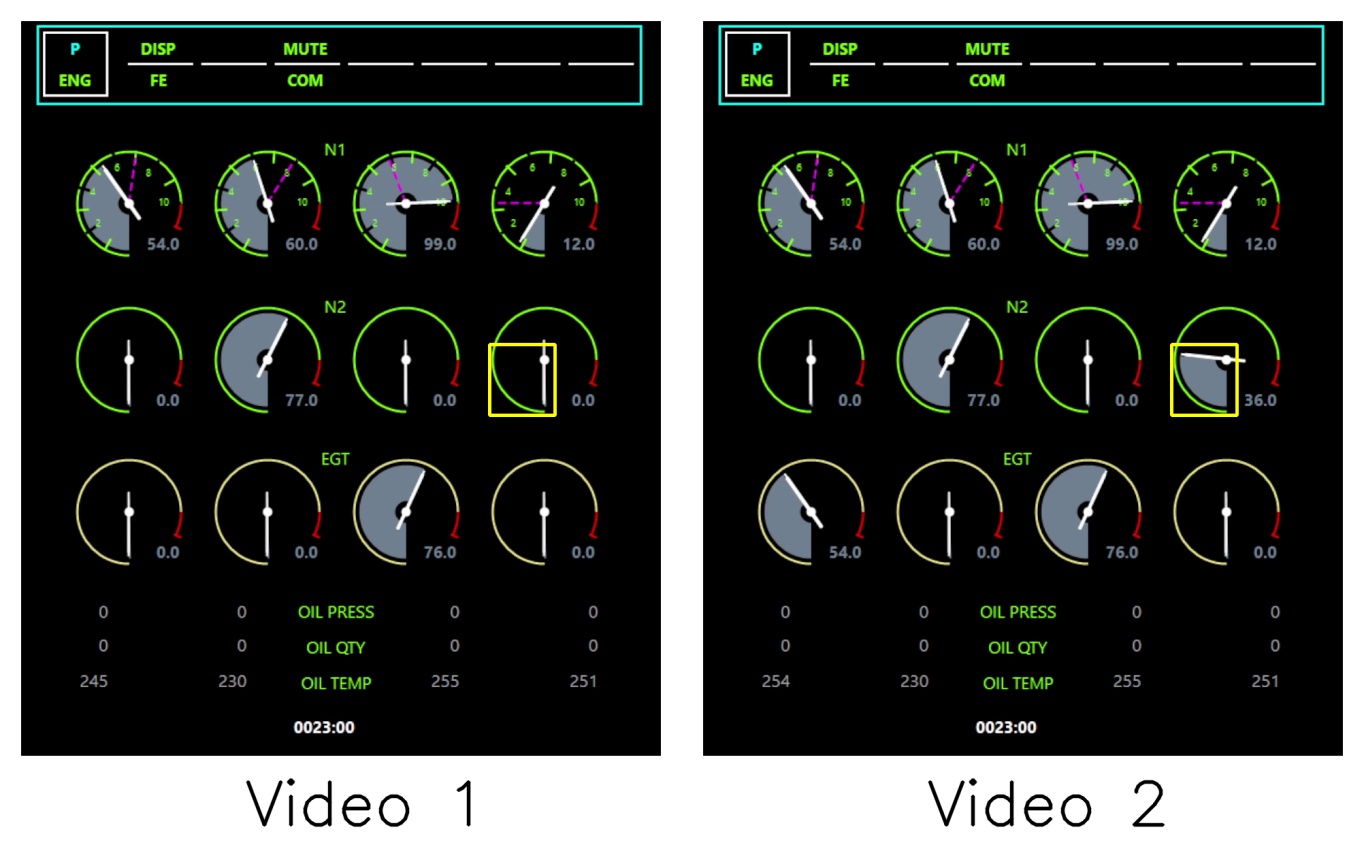 P DISP MUTE
ENG FE COM
P DISP MUTE
ENG FE COM
N1
2 4 6 8 10
54.0
2 4 6 8 10
60.0
2 4 6 8 10
99.0
2 4 6 8 10
12.0
N1
2 4 6 8 10
54.0
2 4 6 8 10
60.0
2 4 6 8 10
99.0
2 4 6 8 10
12.0
N2
0.0 77.0 0.0 0.0
N2
0.0 77.0 0.0 36.0
EGT
0.0 0.0 76.0 0.0
EGT
54.0 0.0 76.0 0.0
0 0 OIL PRESS 0 0
0 0 OIL QTY 0 0
245 230 OIL TEMP 255 251
0023:00
0 0 OIL PRESS 0 0
0 0 OIL QTY 0 0
254 230 OIL TEMP 255 251
0023:00
Video 1
Video 2